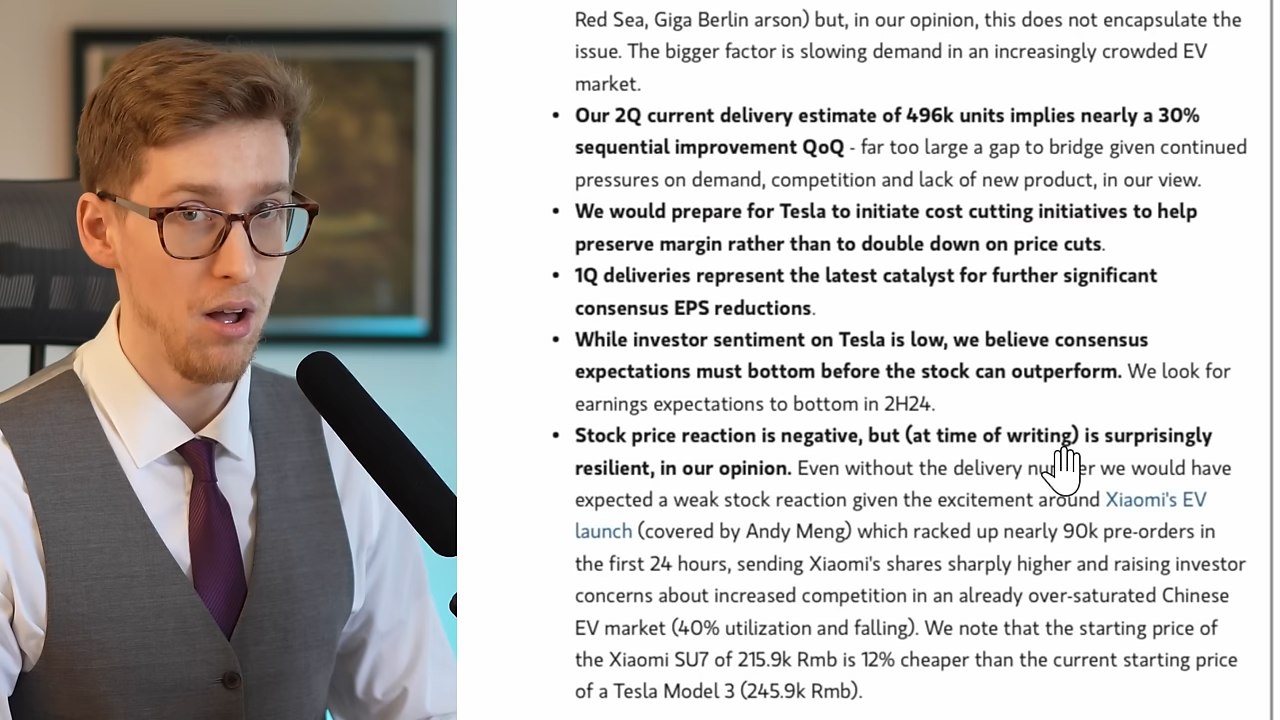 Red Sea, Giga Berlin arson) but, in our opinion, this does not encapsulate the
issue. The bigger factor is slowing demand in an increasingly crowded EV
market.
• Our 2Q current delivery estimate of 496k units implies nearly a 30%
sequential improvement QoQ - far too large a gap to bridge given continued
pressures on demand, competition and lack of new product, in our view.
• We would prepare for Tesla to initiate cost cutting initiatives to help
preserve margin rather than to double down on price cuts.
• 1Q deliveries represent the latest catalyst for further significant
consensus EPS reductions.
• While investor sentiment on Tesla is low, we believe consensus
expectations must bottom before the stock can outperform. We look for
earnings expectations to bottom in 2H24.
• Stock price reaction is negative, but (at time of writing) is surprisingly
resilient, in our opinion. Even without the delivery we would have
expected a weak stock reaction given the excitement around Xiaomi's EV
launch (covered by Andy Meng) which racked up nearly 90k pre-orders in
the first 24 hours, sending Xiaomi's shares sharply higher and raising investor
concerns about increased competition in an already over-saturated Chinese
EV market (40% utilization and falling). We note that the starting price of
the Xiaomi SU7 of 215.9k Rmb is 12% cheaper than the current starting price
of a Tesla Model 3 (245.9k Rmb).